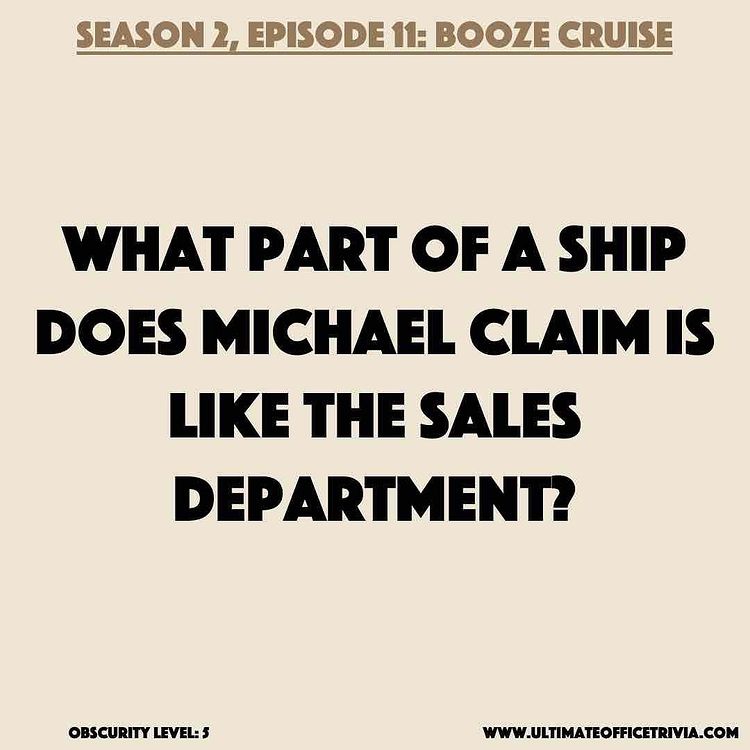 SEASON 2, EPISODE 11: BOOZE CRUISE
WHAT PART OF A SHIP
DOES MICHAEL CLAIM IS
LIKE THE SALES
DEPARTMENT?
OBSCURITY LEVEL: 5
WWW.ULTIMATEOFFICETRIVIA.COM